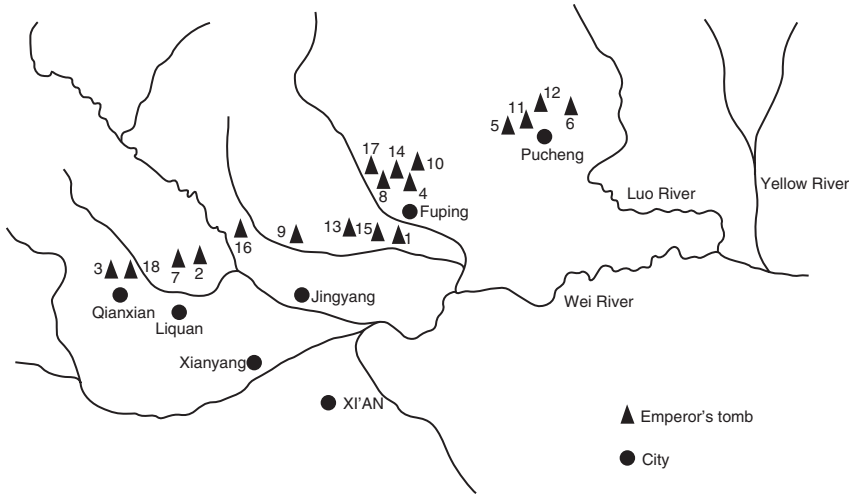 12
11
5
6
Pucheng
17
14
10
8
4
Fuping
Luo River
Yellow River
16
9
13
15
1
3
18
7
2
Qianxian
Liquan
Jingyang
Wei River
Xianyang
XI'AN
Emperor's tomb
City